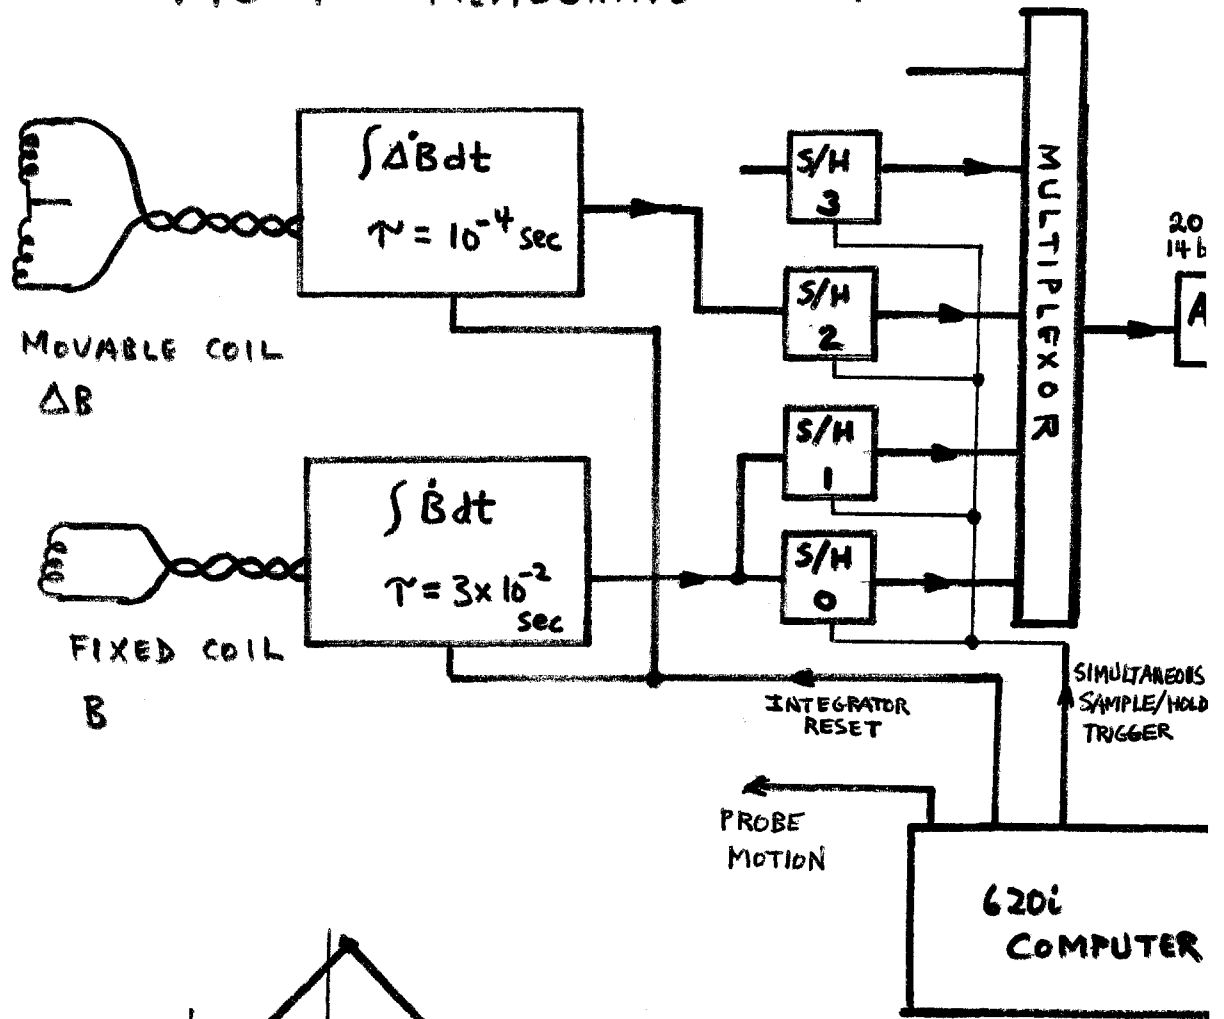 ∫ΔḂdt
τ = 10⁻⁴ sec
MOVABLE COIL
ΔB
∫ Ḃdt
τ = 3x10⁻²
sec
FIXED COIL
B
S/H
3
S/H
2
S/H
1
S/H
0
MULTIPLEXOR
20
14
A
INTEGRATOR
RESET
SIMULTANEOUS
SAMPLE/HOLD
TRIGGER
PROBE
MOTION
620i
COMPUTER